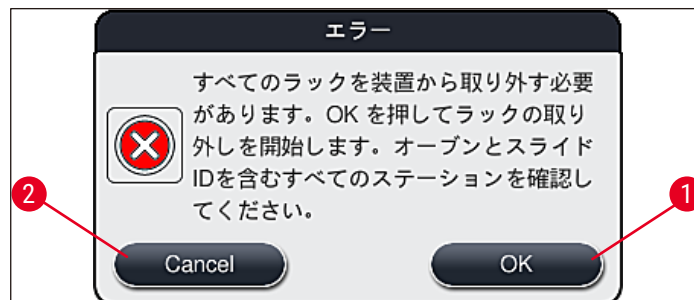 エラー
すべてのラックを装置から取り外す必要
があります。OK を押してラックの取り
外しを開始します。オーブンとスライド
IDを含むすべてのステーションを確認し
てください。
2
1
Cancel
OK